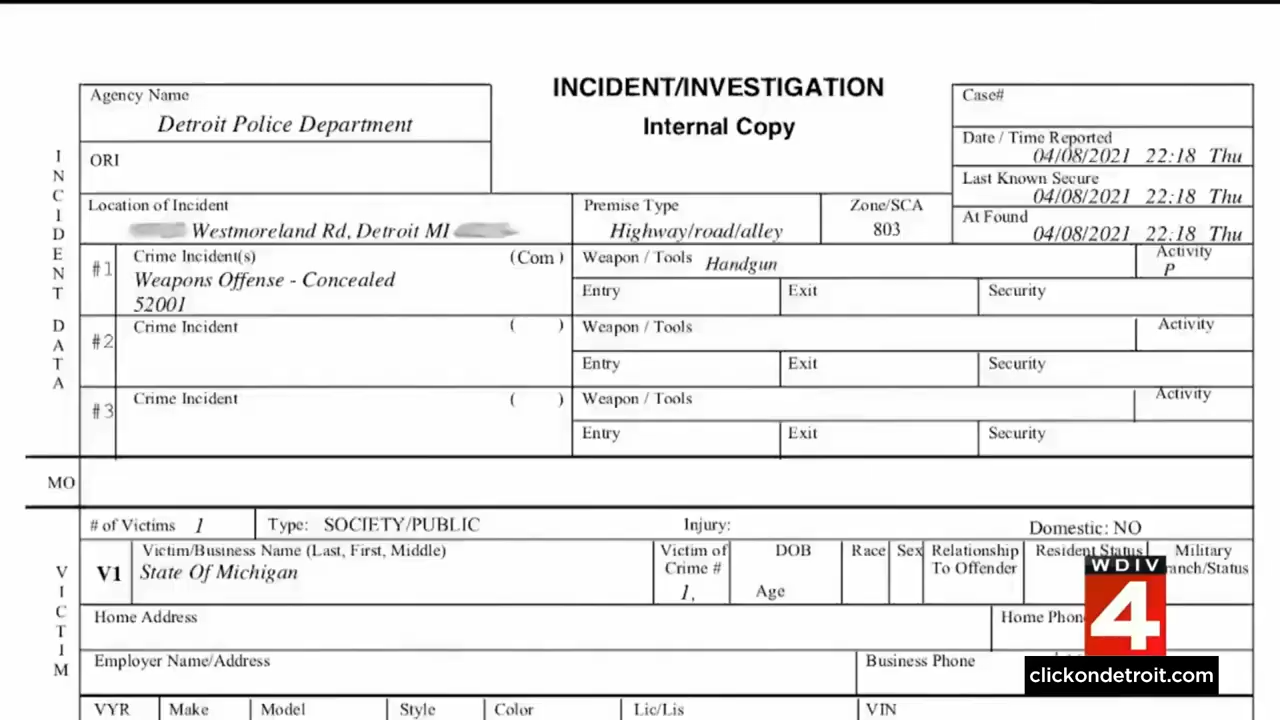 INCIDENT/INVESTIGATION
Internal Copy
Agency Name
Detroit Police Department
ORI
Case#
Date / Time Reported
04/08/2021 22:18 Thu
Last Known Secure
04/08/2021 22:18 Thu
At Found
04/08/2021 22:18 Thu
INCIDENT DATA
Location of Incident
Westmoreland Rd, Detroit MI
Premise Type
Highway/road/alley
Zone/SCA
803
#1
Crime Incident(s) (Com )
Weapons Offense - Concealed
52001
Weapon / Tools Handgun
Activity
P
Entry Exit Security
#2
Crime Incident ( )
Weapon / Tools
Activity
Entry Exit Security
#3
Crime Incident ( )
Weapon / Tools
Activity
Entry Exit Security
MO
# of Victims 1 Type: SOCIETY/PUBLIC Injury: Domestic: NO
VICTIM
V1
Victim/Business Name (Last, First, Middle)
State Of Michigan
Victim of
Crime #
1,
DOB
Age
Race
Sex
Relationship
To Offender
Resident Status
Military
ranch/Status
Home Address
Home Phon
Employer Name/Address
Business Phone
VYR Make Model Style Color Lic/Lis VIN
WDIV
4
clickondetroit.com